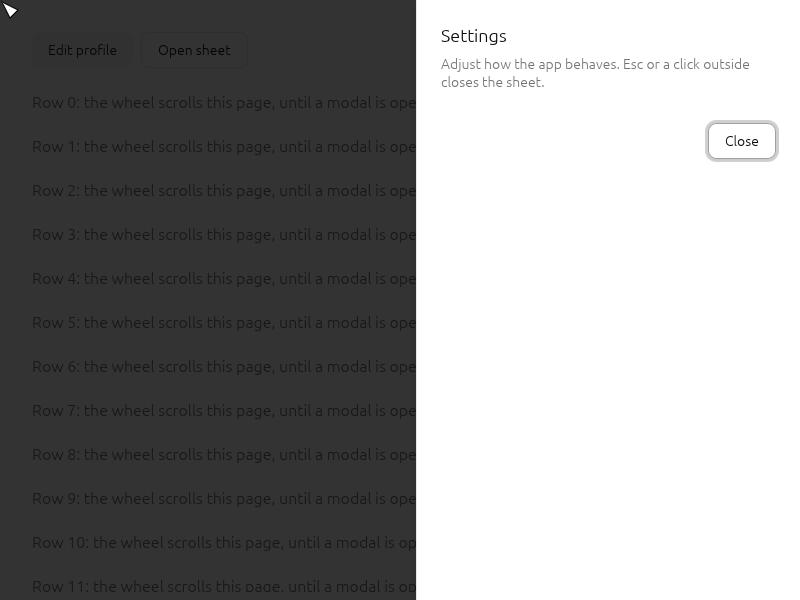 Edit profile
Open sheet
Row 0: the wheel scrolls this page, until a modal is ope
Row 1: the wheel scrolls this page, until a modal is ope
Row 2: the wheel scrolls this page, until a modal is ope
Row 3: the wheel scrolls this page, until a modal is ope
Row 4: the wheel scrolls this page, until a modal is ope
Row 5: the wheel scrolls this page, until a modal is ope
Row 6: the wheel scrolls this page, until a modal is ope
Row 7: the wheel scrolls this page, until a modal is ope
Row 8: the wheel scrolls this page, until a modal is ope
Row 9: the wheel scrolls this page, until a modal is ope
Row 10: the wheel scrolls this page, until a modal is op
Row 11: the wheel scrolls this page, until a modal is op
Settings
Adjust how the app behaves. Esc or a click outside
closes the sheet.
Close